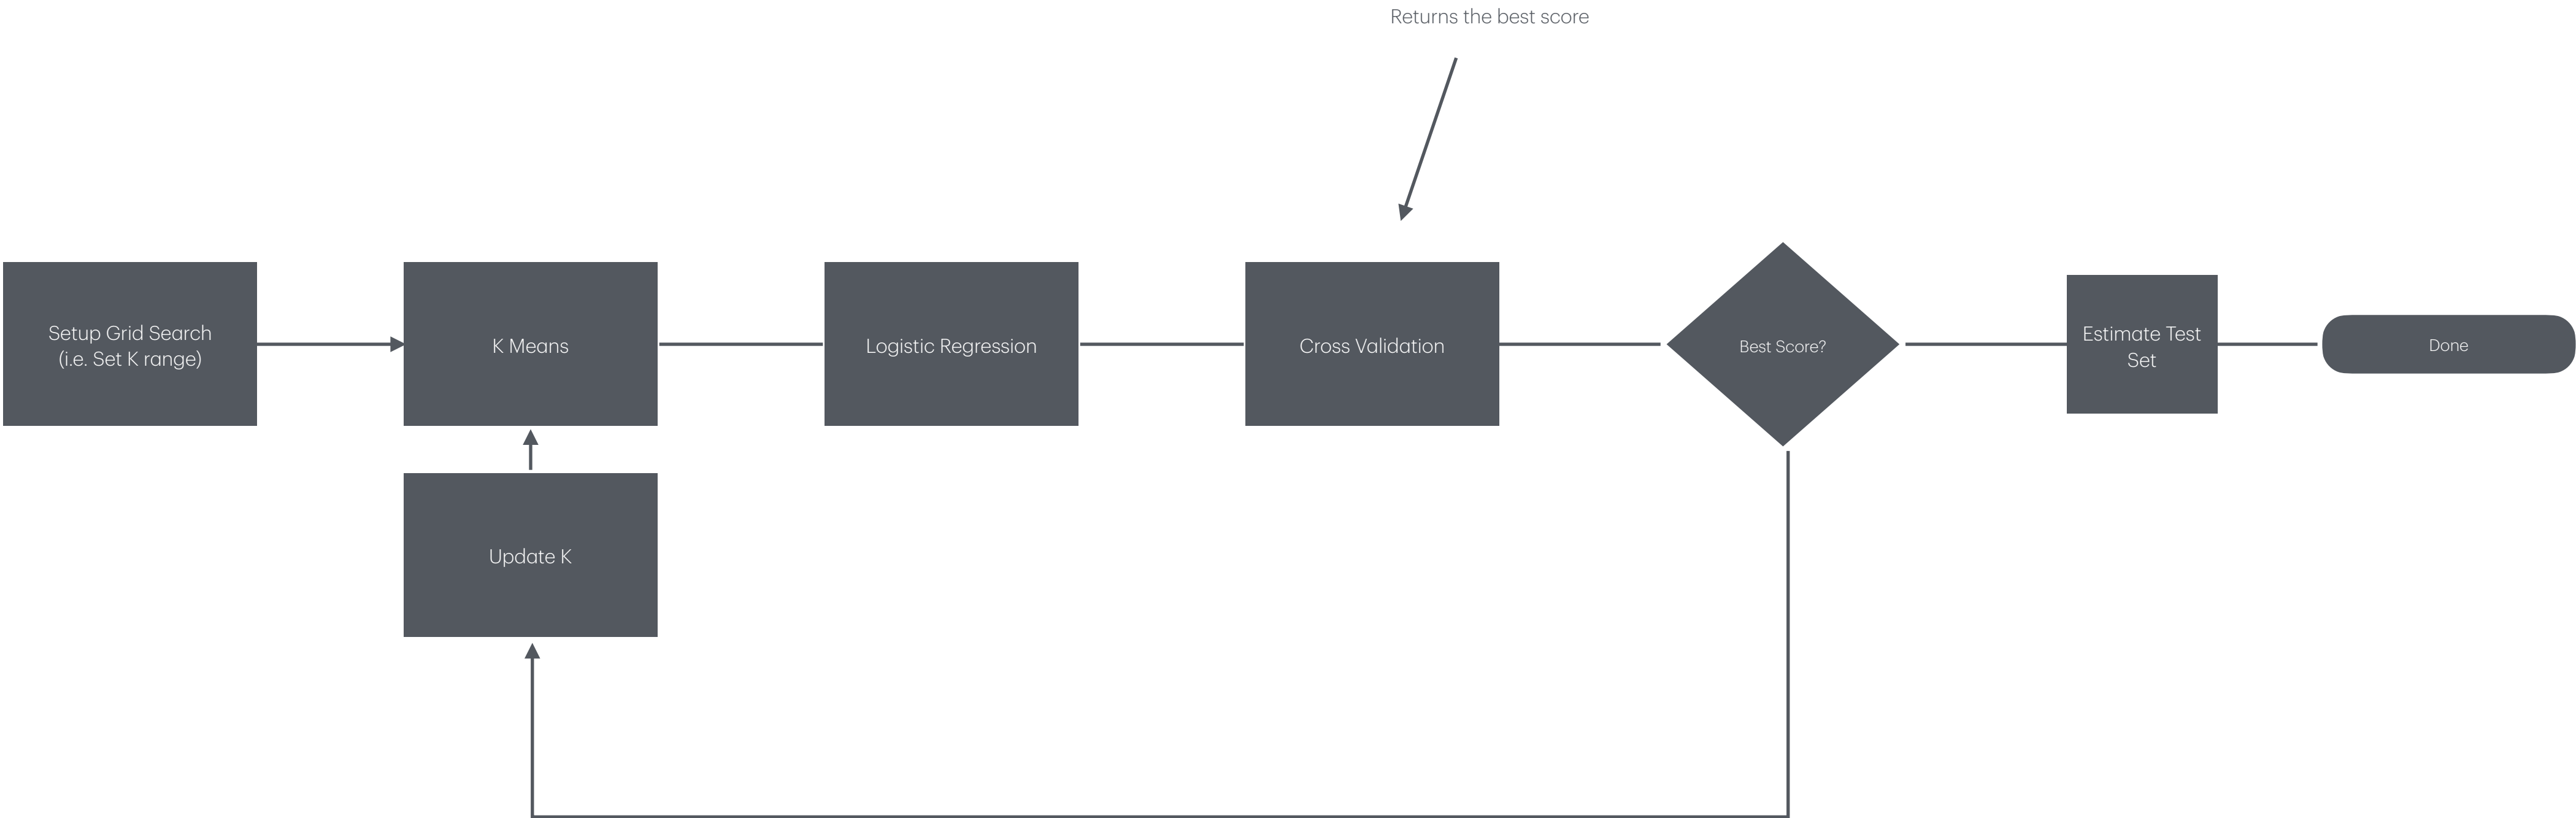 Returns the best score
Setup Grid Search
(i.e. Set K range)
K Means
Logistic Regression
Cross Validation
Best Score?
Estimate Test
Set
Done
Update K